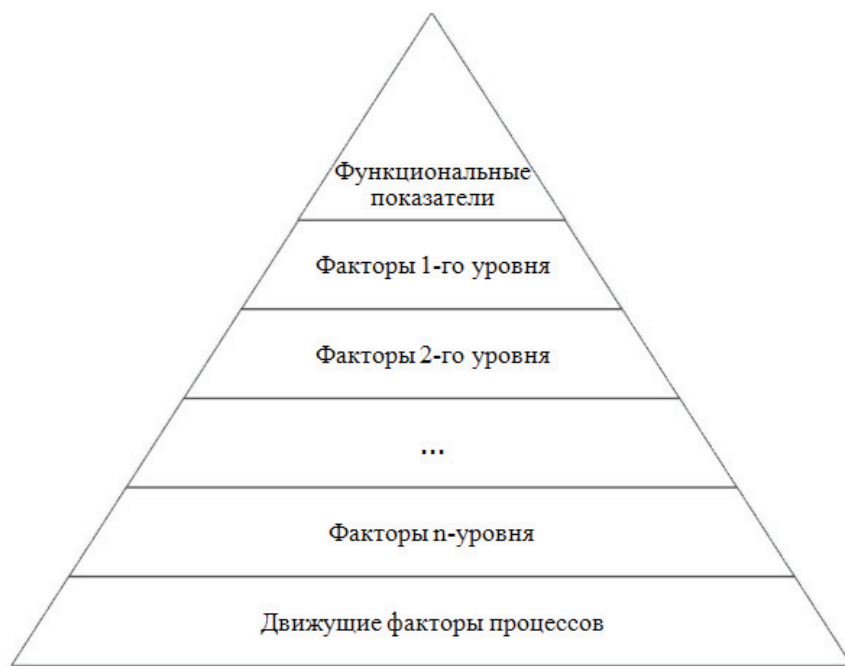 Функциональные
показатели
Факторы 1-го уровня
Факторы 2-го уровня
...
Факторы n-уровня
Движущие факторы процессов